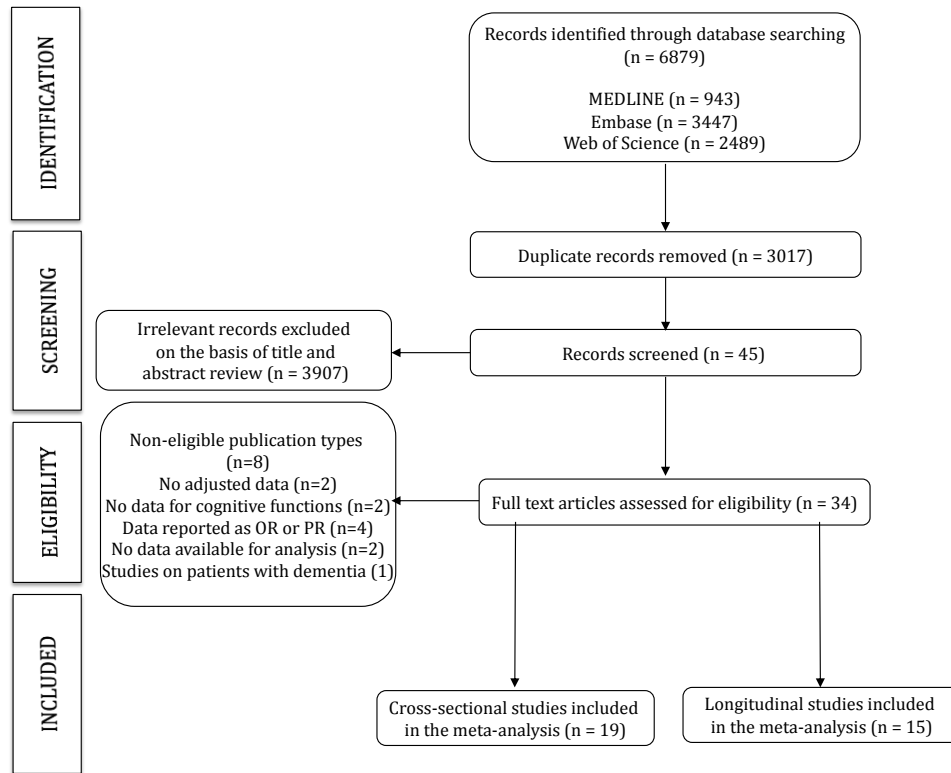 IDENTIFICATION
Records identified through database searching
(n = 6879)
MEDLINE (n = 943)
Embase (n = 3447)
Web of Science (n = 2489)
SCREENING
Duplicate records removed (n = 3017)
Irrelevant records excluded
on the basis of title and
abstract review (n = 3907)
Records screened (n = 45)
ELIGIBILITY
Non-eligible publication types
(n=8)
No adjusted data (n=2)
No data for cognitive functions (n=2)
Data reported as OR or PR (n=4)
No data available for analysis (n=2)
Studies on patients with dementia (1)
Full text articles assessed for eligibility (n = 34)
INCLUDED
Cross-sectional studies included
in the meta-analysis (n = 19)
Longitudinal studies included
in the meta-analysis (n = 15)